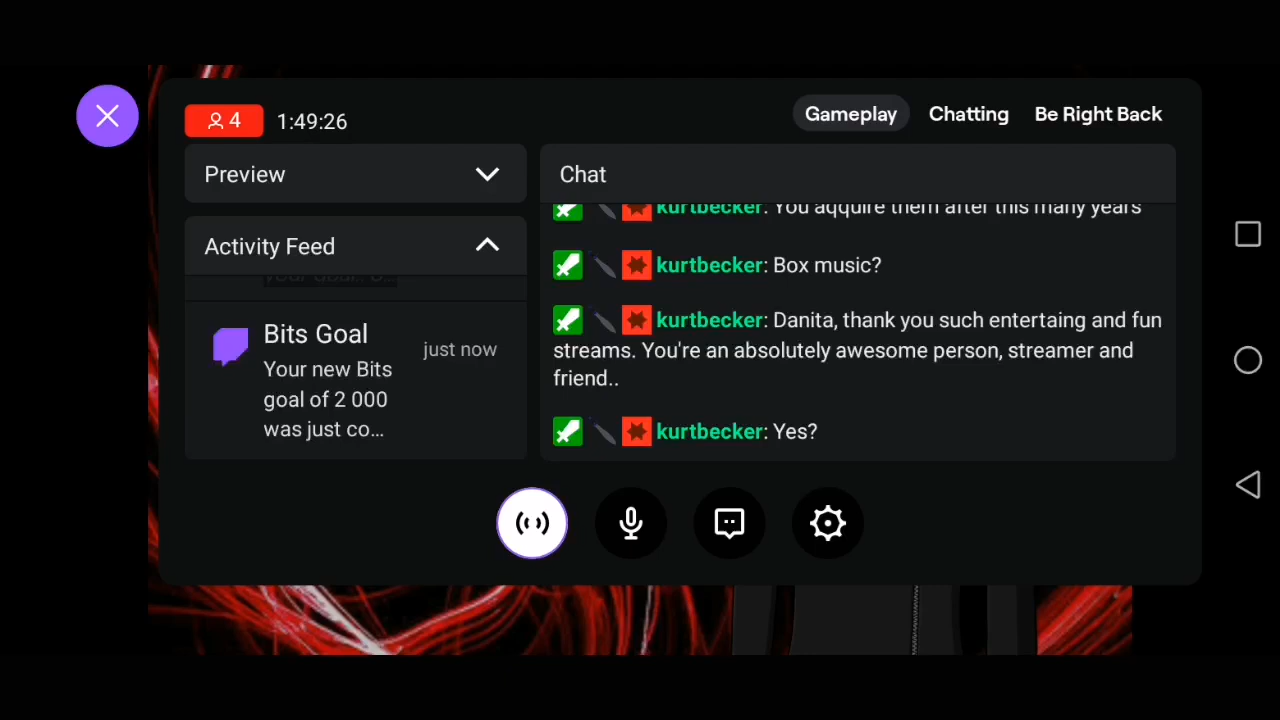 4 1:49:26
Gameplay Chatting Be Right Back
Preview
Activity Feed
Bits Goal
just now
Your new Bits
goal of 2 000
was just co...
Chat
kurtbecker: You aqquire them after this many years
kurtbecker: Box music?
kurtbecker: Danita, thank you such entertaing and fun
streams. You're an absolutely awesome person, streamer and
friend..
kurtbecker: Yes?